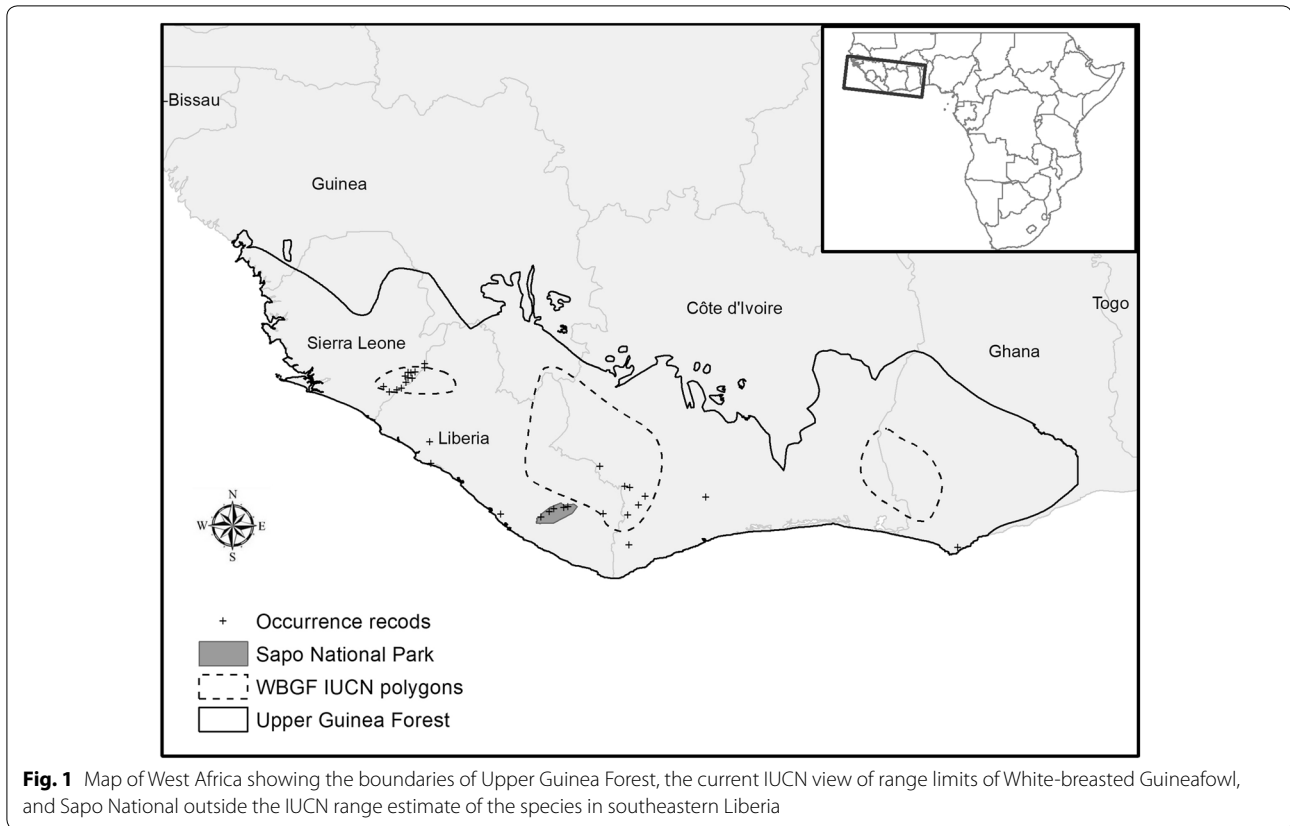 -Bissau
Guinea
Sierra Leone
Liberia
Côte d'Ivoire
Ghana
Togo
N
W E
S
Occurrence recods
Sapo National Park
WBGF IUCN polygons
Upper Guinea Forest
Fig. 1 Map of West Africa showing the boundaries of Upper Guinea Forest, the current IUCN view of range limits of White-breasted Guineafowl,
and Sapo National outside the IUCN range estimate of the species in southeastern Liberia